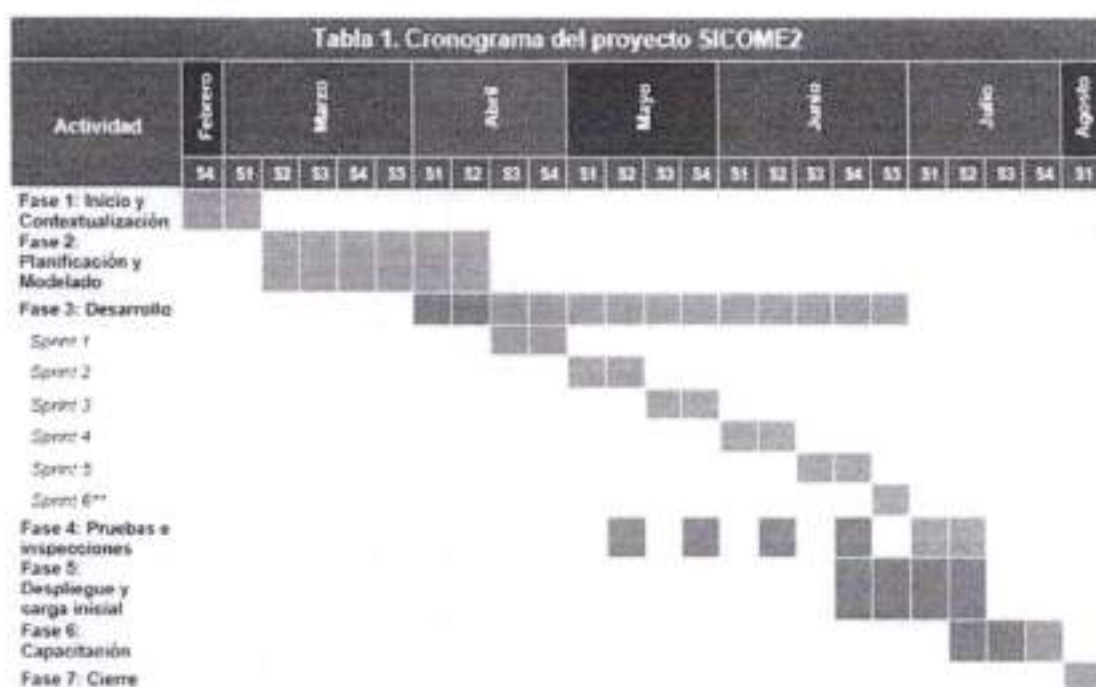 Tabla 1. Cronograma del proyecto SICOME2
Actividad Febrero Marzo Abril Mayo Junio Julio Agosto
S4 S1 S2 S3 S4 S5 S1 S2 S3 S4 S1 S2 S3 S4 S1 S2 S3 S4 S5 S1 S2 S3 S4 S1
Fase 1: Inicio y
Contextualización
Fase 2:
Planificación y
Modelado
Fase 3: Desarrollo
Sprint 1
Sprint 2
Sprint 3
Sprint 4
Sprint 5
Sprint 6**
Fase 4: Pruebas e
inspecciones
Fase 5:
Despliegue y
carga inicial
Fase 6:
Capacitación
Fase 7: Cierre